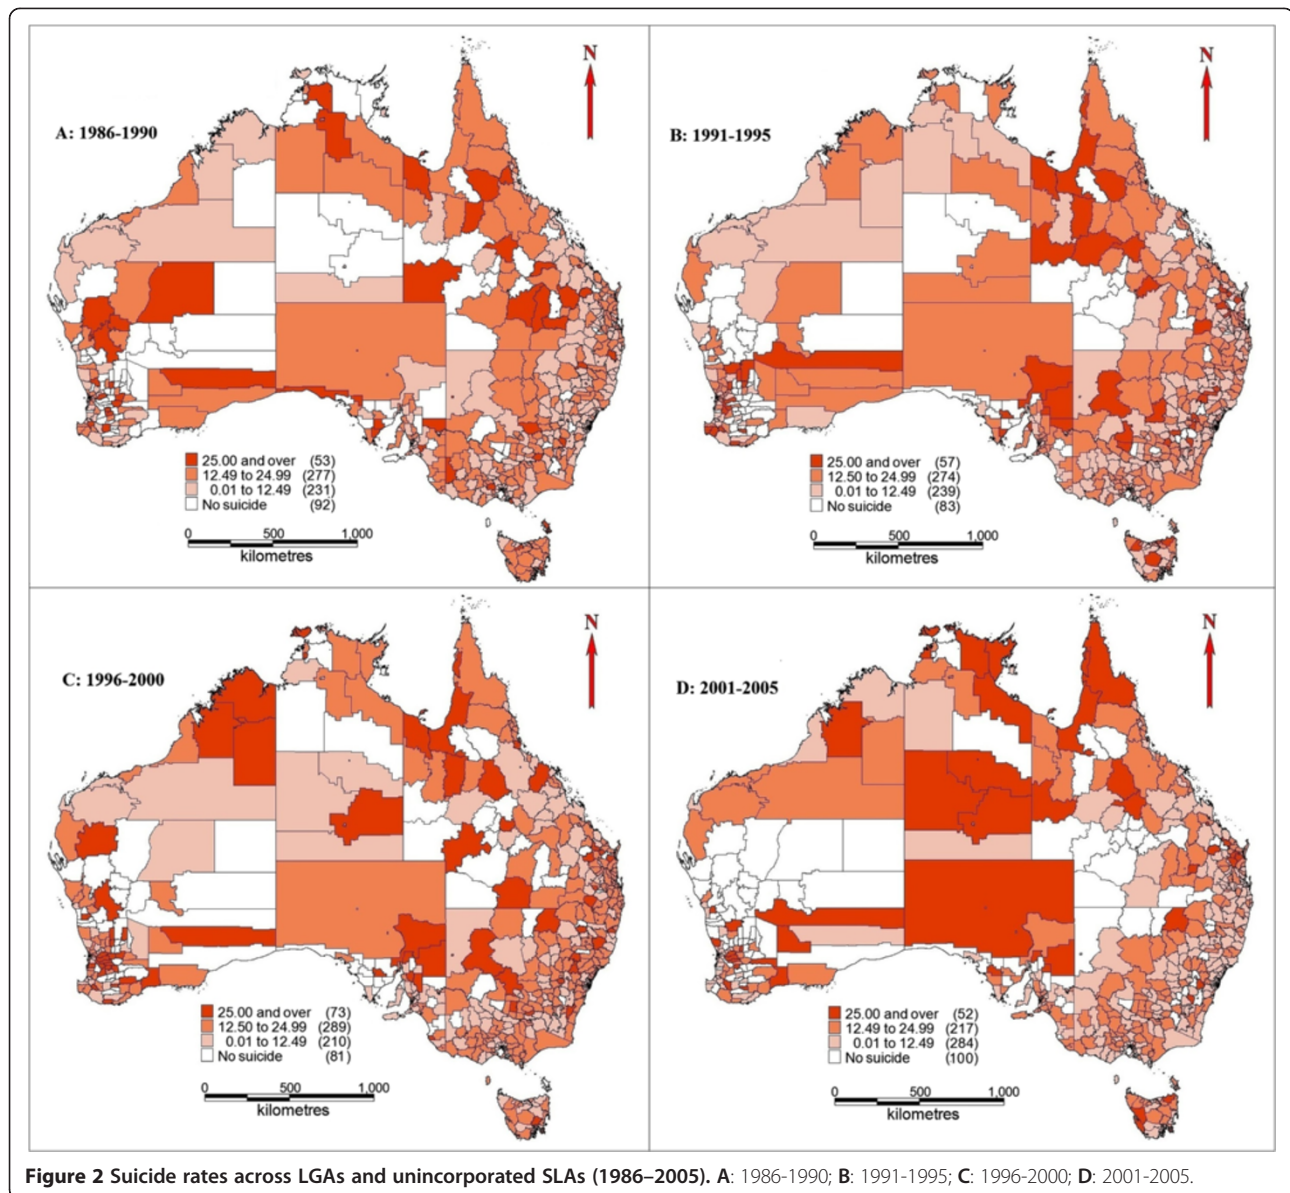 N
A: 1986-1990
25.00 and over (53)
12.49 to 24.99 (277)
0.01 to 12.49 (231)
No suicide (92)
0 500 1,000
kilometres
N
B: 1991-1995
25.00 and over (57)
12.50 to 24.99 (274)
0.01 to 12.49 (239)
No suicide (83)
0 500 1,000
kilometres
N
C: 1996-2000
25.00 and over (73)
12.50 to 24.99 (289)
0.01 to 12.49 (210)
No suicide (81)
0 500 1,000
kilometres
N
D: 2001-2005
25.00 and over (52)
12.49 to 24.99 (217)
0.01 to 12.49 (284)
No suicide (100)
0 500 1,000
kilometres
Figure 2 Suicide rates across LGAs and unincorporated SLAs (1986–2005). A: 1986-1990; B: 1991-1995; C: 1996-2000; D: 2001-2005.